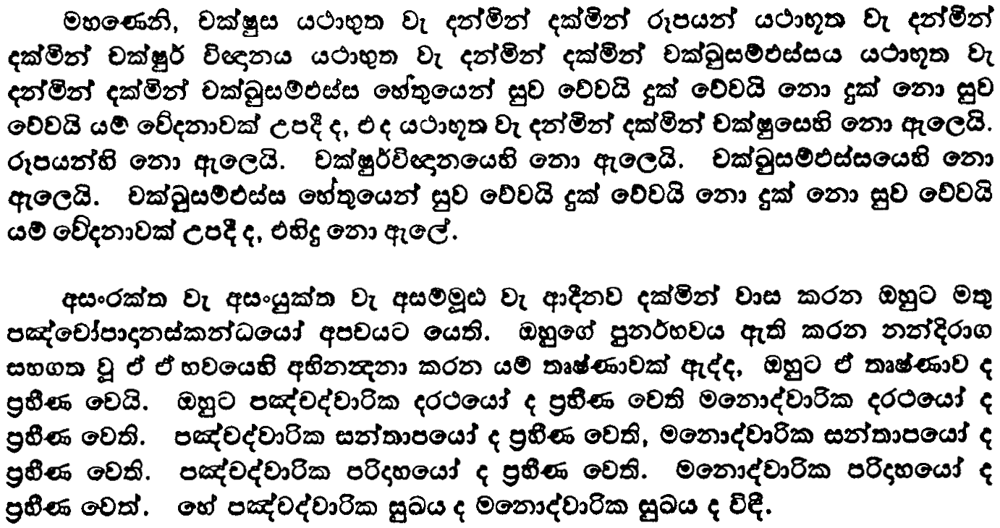 මහණෙනි, චක්ෂුස යථාභුත වැ දන්මින් දක්මින් රූපයන් යථාභූත වැ දන්මින්
දක්මින් චක්ෂුර් විඥානය යථාභුත වැ දන්මින් දක්මින් චක්ඛුසම්ඵස්සය යථාභූත වැ
දන්මින් දක්මින් චක්ඛුසම්ඵස්ස හේතුයෙන් සුව වේවයි දුක් වේවයි නො දුක් නො සුව
වේවයි යම් වේදනාවක් උපදී ද, එ ද යථාභූත වැ දන්මින් දක්මින් චක්ෂුසෙහි නො ඇලෙයි.
රූපයන්හි නො ඇලෙයි. චක්ෂුර්විඥානයෙහි නො ඇලෙයි. චක්ඛුසම්ඵස්සයෙහි නො
ඇලෙයි. චක්ඛුසම්ඵස්ස හේතුයෙන් සුව වේවයි දුක් වේවයි නො දුක් නො සුව වේවයි
යම් වේදනාවක් උපදී ද, එහිදු නො ඇලේ.
අසංරක්ත වැ අසංයුක්ත වැ අසම්මූඪ වැ ආදීනව දක්මින් වාස කරන ඔහුට මතු
පඤ්චෝපාදානස්කන්ධයෝ අපචයට යෙති. ඔහුගේ පුනර්භවය ඇති කරන නන්දිරාග
සහගත වූ ඒ ඒ භවයෙහි අභිනඳනා කරන යම් තෘෂ්ණාවක් ඇද්ද, ඔහුට ඒ තෘෂ්ණාව ද
ප්‍රහීණ වෙයි. ඔහුට පඤ්චද්වාරික දරථයෝ ද ප්‍රහීණ වෙති මනොද්වාරික දරථයෝ ද
ප්‍රහීණ වෙති. පඤ්චද්වාරික සන්තාපයෝ ද ප්‍රහීණ වෙති, මනොද්වාරික සන්තාපයෝ ද
ප්‍රහීණ වෙති. පඤ්චද්වාරික පරිදාහයෝ ද ප්‍රහීණ වෙති. මනොද්වාරික පරිදාහයෝ ද
ප්‍රහීණ වෙත්. හේ පඤ්චද්වාරික සුඛය ද මනොද්වාරික සුඛය ද විඳී.